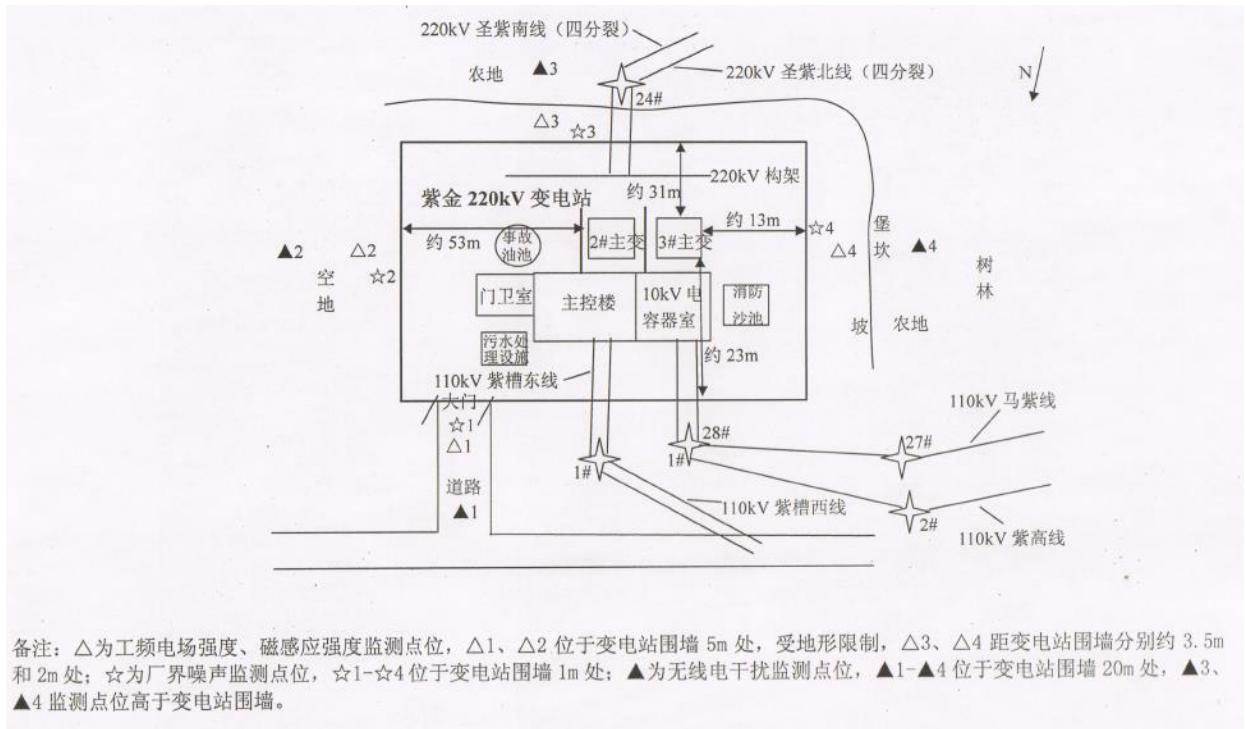 220kV 圣紫南线（四分裂）
农地 ▲3
220kV 圣紫北线（四分裂）
N
24#
△3
☆3
220kV 构架
约 31m
紫金 220kV 变电站
约 53m
事故
油池
2#主变
3#主变
约 13m
☆4
△4
堡
坎
▲4
树
林
▲2
△2
☆2
空
地
门卫室
主控楼
10kV 电
容器室
消防
沙池
坡
农地
污水处
理设施
约 23m
110kV 紫槽东线
大门
☆1
△1
28#
1#
1#
27#
110kV 马紫线
道路
▲1
110kV 紫槽西线
2#
110kV 紫高线
备注：△为工频电场强度、磁感应强度监测点位，△1、△2 位于变电站围墙 5m 处，受地形限制，△3、△4 距变电站围墙分别约 3.5m
和 2m 处；☆为厂界噪声监测点位，☆1-☆4 位于变电站围墙 1m 处；▲为无线电干扰监测点位，▲1-▲4 位于变电站围墙 20m 处，▲3、
▲4 监测点位高于变电站围墙。